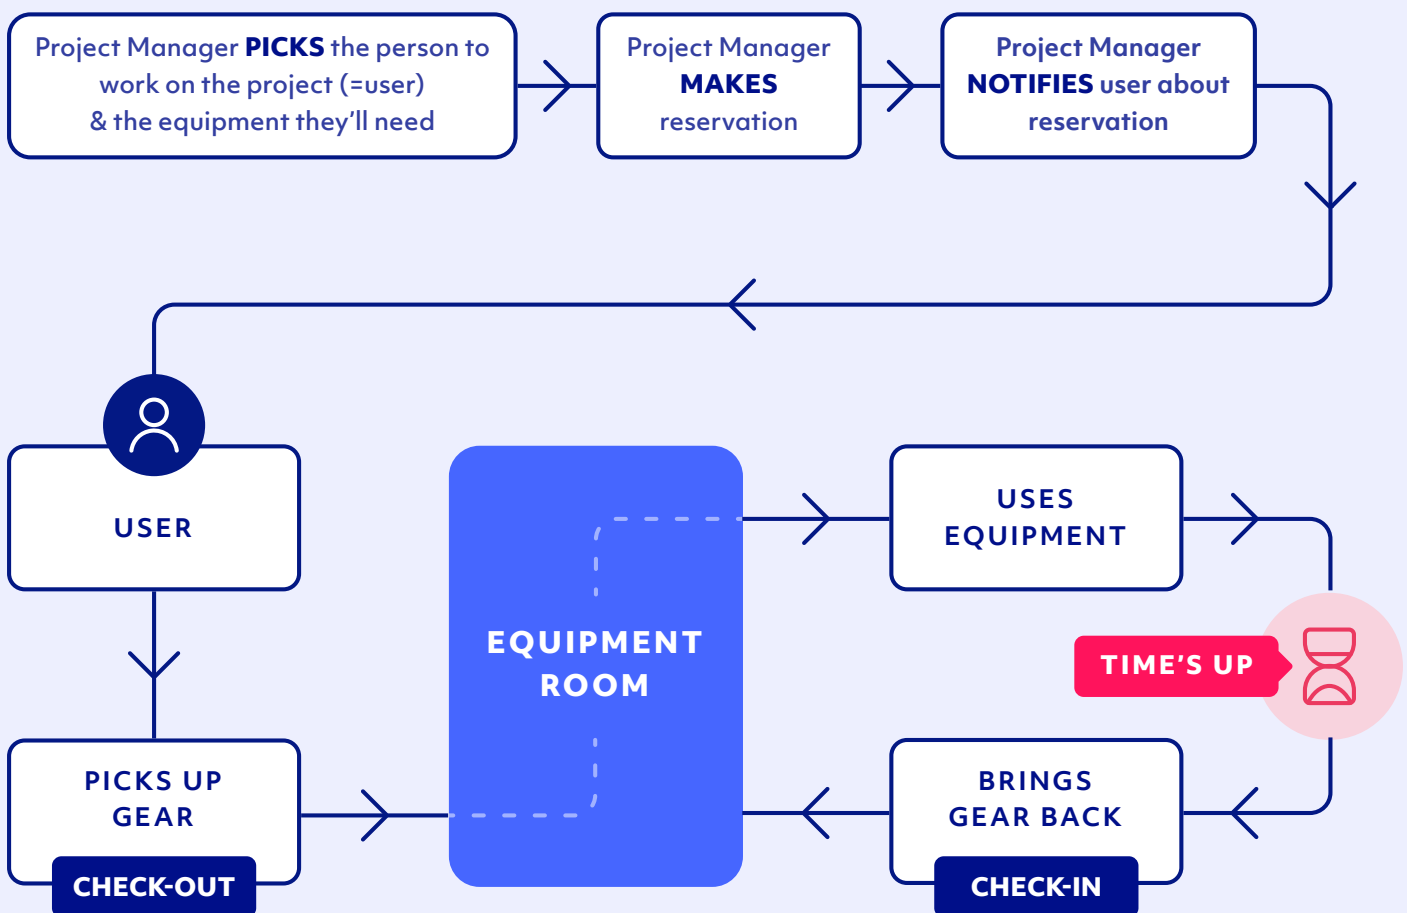 Project Manager PICKS the person to
work on the project (=user)
& the equipment they’ll need
Project Manager
MAKES
reservation
Project Manager
NOTIFIES user about
reservation
USER
PICKS UP
GEAR
CHECK-OUT
EQUIPMENT
ROOM
USES
EQUIPMENT
TIME’S UP
BRINGS
GEAR BACK
CHECK-IN